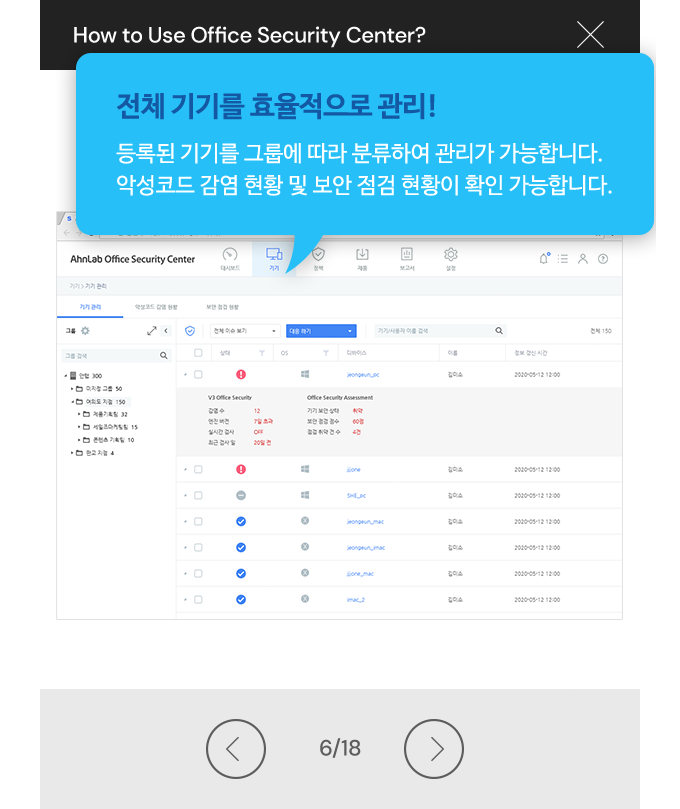 How to Use Office Security Center?
전체 기기를 효율적으로 관리!
등록된 기기를 그룹에 따라 분류하여 관리가 가능합니다.
악성코드 감염 현황 및 보안 점검 현황이 확인 가능합니다.
AhnLab Office Security Center
대시보드 기기 정책 제품 보고서 설정
기기 > 기기 관리
기기 관리 악성코드 감염 현황 보안 점검 현황
그룹 전체 이슈 보기 대응 하기 기기/사용자 이름 검색 전체 150
그룹 검색 상태 OS 디바이스 이름 정보 갱신 시간
안랩 300 jeongeun_pc 김미소 2020-05-12 12:00
미지정 그룹 50
여의도 지점 150
제품기획팀 32
세일즈마케팅팀 15
콘텐츠 기획팀 10
판교 지점 4
V3 Office Security Office Security Assessment
감염 수 12 기기 보안 상태 취약
엔진 버전 7일 초과 보안 점검 점수 60점
실시간 검사 OFF 점검 취약 건 수 4건
최근 검사 일 20일 전
jjone 김미소 2020-05-12 12:00
SHE_pc 김미소 2020-05-12 12:00
jeongeun_mac 김미소 2020-05-12 12:00
jeongeun_imac 김미소 2020-05-12 12:00
jjone_mac 김미소 2020-05-12 12:00
imac_2 김미소 2020-05-12 12:00
6/18